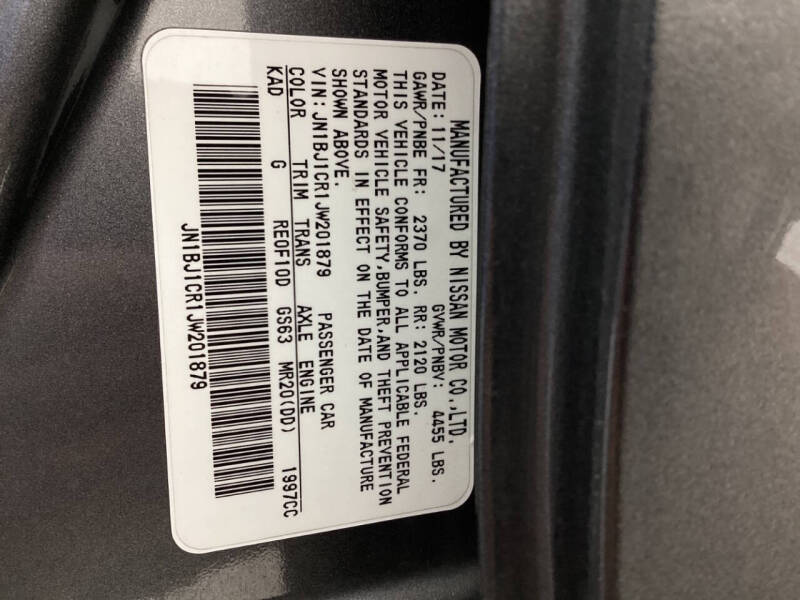 MANUFACTURED BY NISSAN MOTOR CO.,LTD.
DATE: 11/17 GVWR/PNBV: 4455 LBS.
GAWR/PNBE FR: 2370 LBS. RR: 2120 LBS.
THIS VEHICLE CONFORMS TO ALL APPLICABLE FEDERAL
MOTOR VEHICLE SAFETY,BUMPER,AND THEFT PREVENTION
STANDARDS IN EFFECT ON THE DATE OF MANUFACTURE
SHOWN ABOVE.
VIN: JN1BJ1CR1JW201879 PASSENGER CAR
COLOR TRIM TRANS AXLE ENGINE
KAD G RE0F10D GS63 MR20(DD) 1997CC
JN1BJ1CR1JW201879